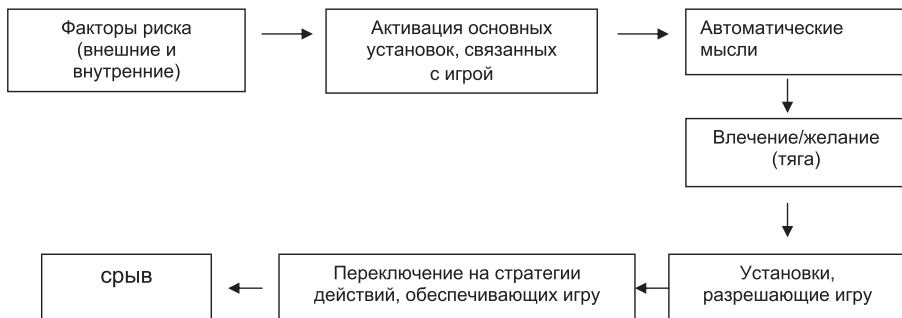 Факторы риска
(внешние и
внутренние)
Активация основных
установок, связанных
с игрой
Автоматические
мысли
Влечение/желание
(тяга)
Установки,
разрешающие игру
Переключение на стратегии
действий, обеспечивающих игру
срыв